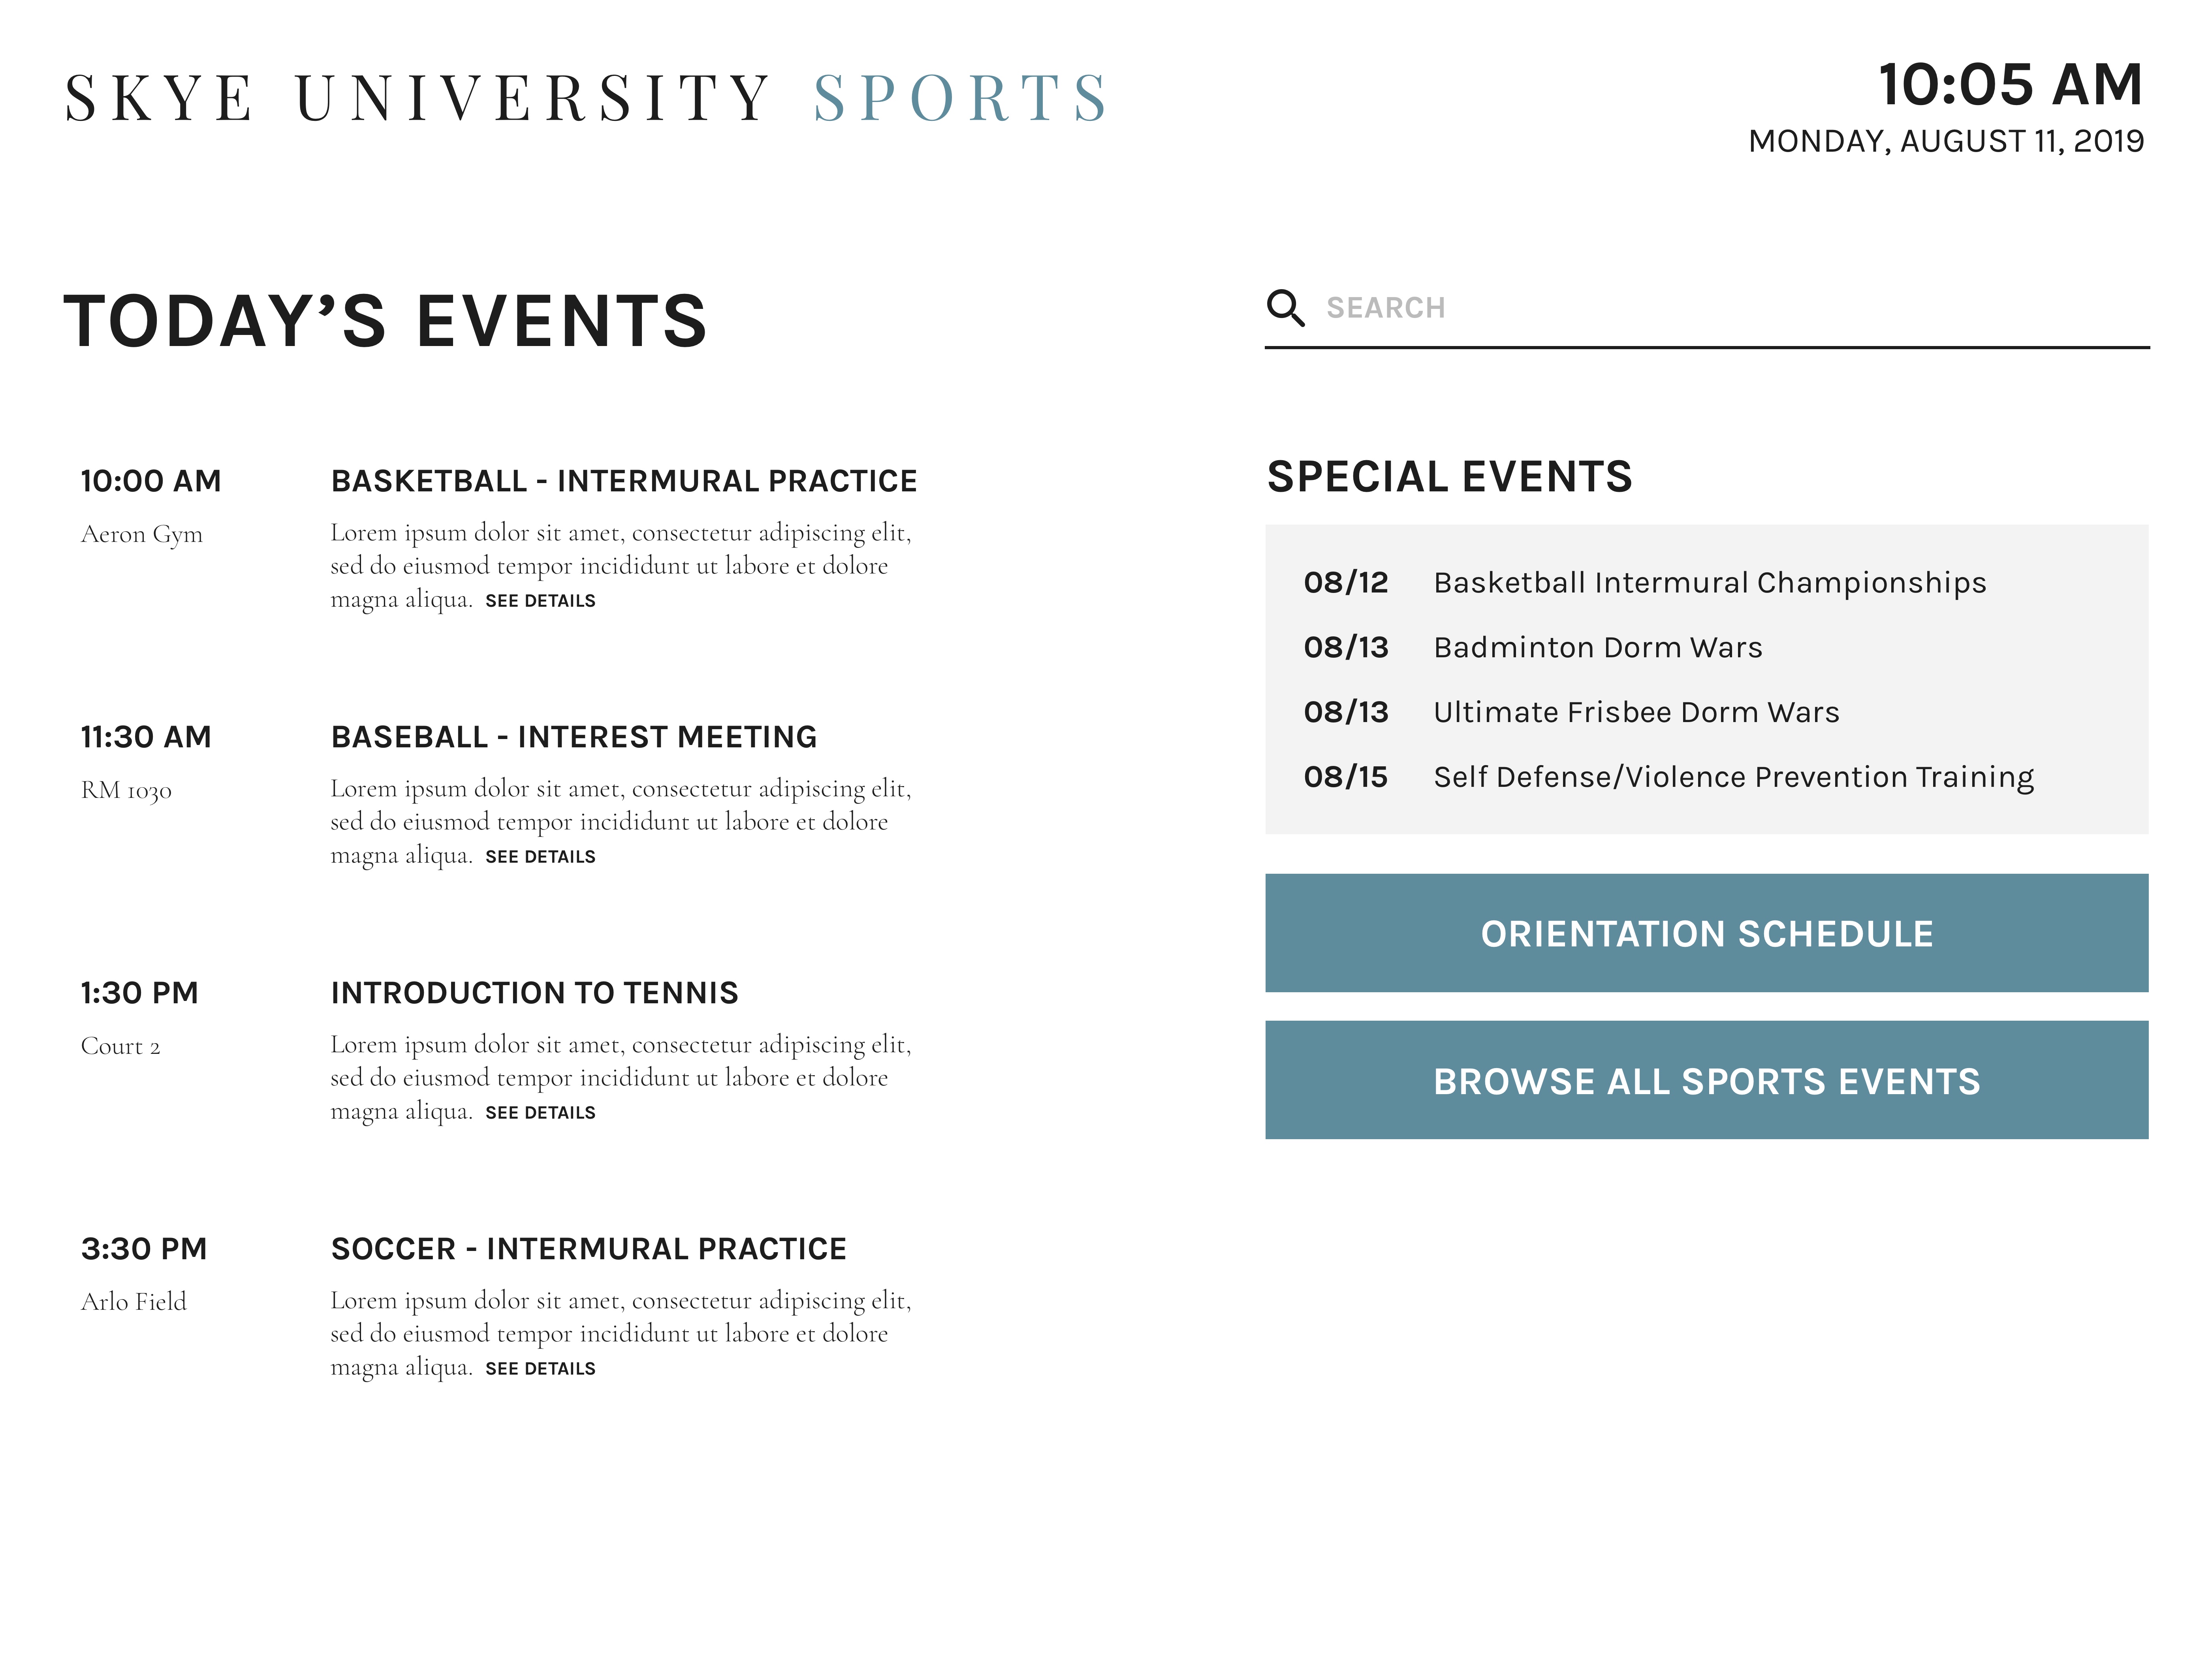 SKYE UNIVERSITY SPORTS
10:05 AM
MONDAY, AUGUST 11, 2019
TODAY’S EVENTS
SEARCH
10:00 AM
Aeron Gym
BASKETBALL - INTERMURAL PRACTICE
Lorem ipsum dolor sit amet, consectetur adipiscing elit,
sed do eiusmod tempor incididunt ut labore et dolore
magna aliqua. SEE DETAILS
11:30 AM
RM 1030
BASEBALL - INTEREST MEETING
Lorem ipsum dolor sit amet, consectetur adipiscing elit,
sed do eiusmod tempor incididunt ut labore et dolore
magna aliqua. SEE DETAILS
1:30 PM
Court 2
INTRODUCTION TO TENNIS
Lorem ipsum dolor sit amet, consectetur adipiscing elit,
sed do eiusmod tempor incididunt ut labore et dolore
magna aliqua. SEE DETAILS
3:30 PM
Arlo Field
SOCCER - INTERMURAL PRACTICE
Lorem ipsum dolor sit amet, consectetur adipiscing elit,
sed do eiusmod tempor incididunt ut labore et dolore
magna aliqua. SEE DETAILS
SPECIAL EVENTS
08/12 Basketball Intermural Championships
08/13 Badminton Dorm Wars
08/13 Ultimate Frisbee Dorm Wars
08/15 Self Defense/Violence Prevention Training
ORIENTATION SCHEDULE
BROWSE ALL SPORTS EVENTS